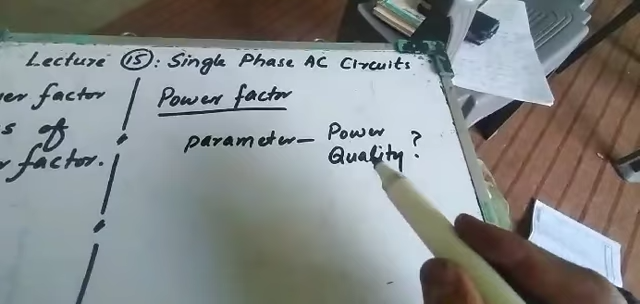 Lecture (15): Single Phase AC Circuits
er factor
s of
factor.
Power factor
parameter— Power
Quality?